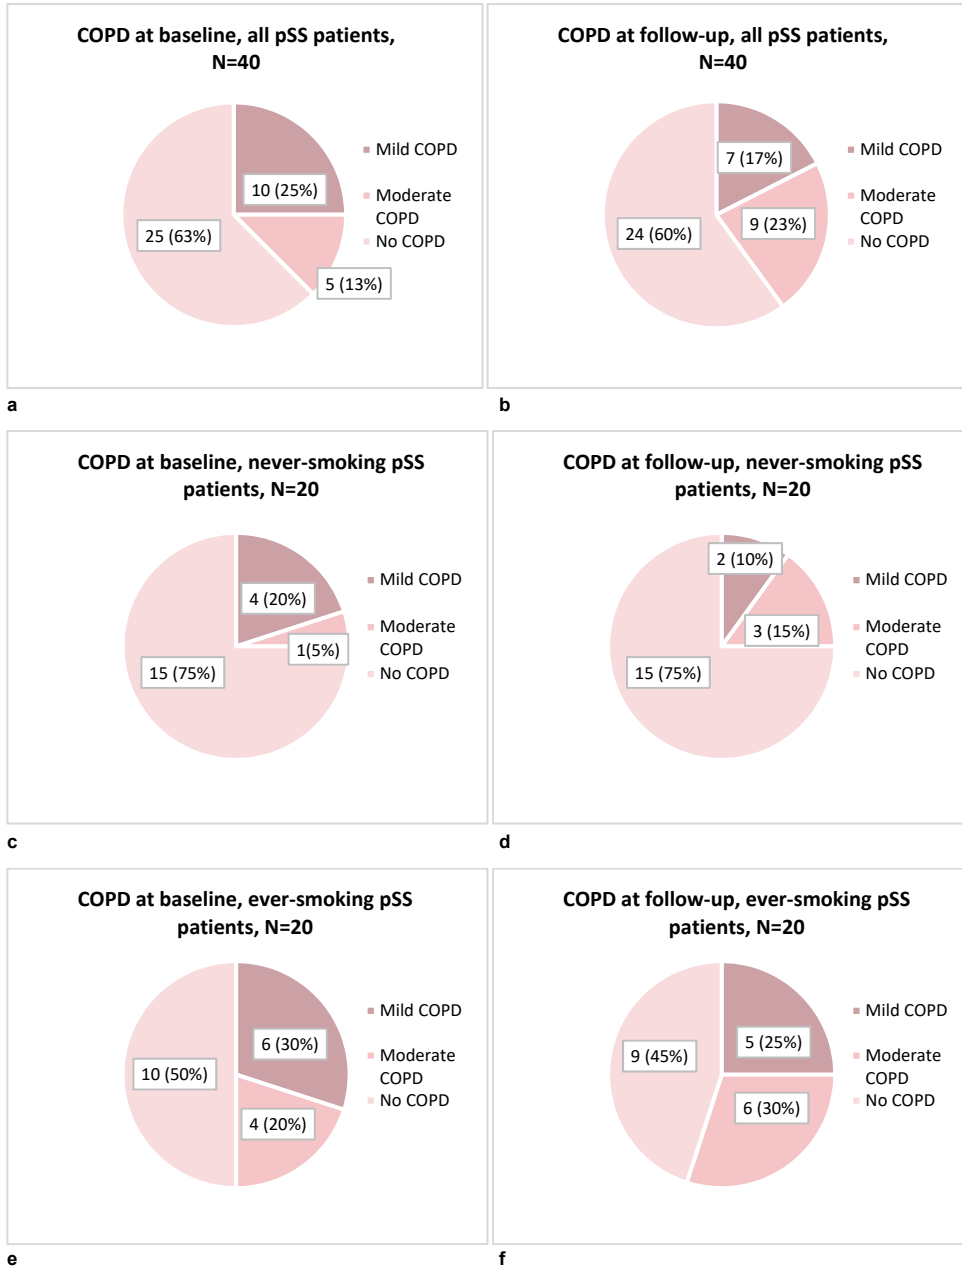 COPD at baseline, all pSS patients,
N=40
10 (25%)
25 (63%)
5 (13%)
Mild COPD
Moderate
COPD
No COPD
a
COPD at follow-up, all pSS patients,
N=40
7 (17%)
9 (23%)
24 (60%)
Mild COPD
Moderate
COPD
No COPD
b
COPD at baseline, never-smoking pSS
patients, N=20
4 (20%)
1(5%)
15 (75%)
Mild COPD
Moderate
COPD
No COPD
c
COPD at follow-up, never-smoking pSS
patients, N=20
2 (10%)
3 (15%)
15 (75%)
Mild COPD
Moderate
COPD
No COPD
d
COPD at baseline, ever-smoking pSS
patients, N=20
6 (30%)
10 (50%)
4 (20%)
Mild COPD
Moderate
COPD
No COPD
e
COPD at follow-up, ever-smoking pSS
patients, N=20
5 (25%)
9 (45%)
6 (30%)
Mild COPD
Moderate
COPD
No COPD
f